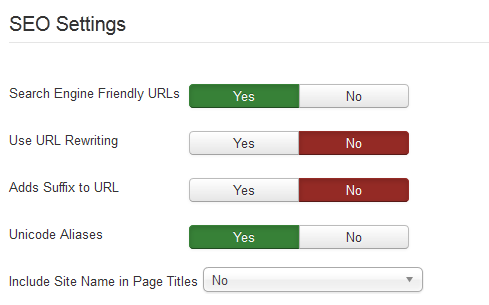 SEO Settings
Search Engine Friendly URLs Yes No
Use URL Rewriting Yes No
Adds Suffix to URL Yes No
Unicode Aliases Yes No
Include Site Name in Page Titles No